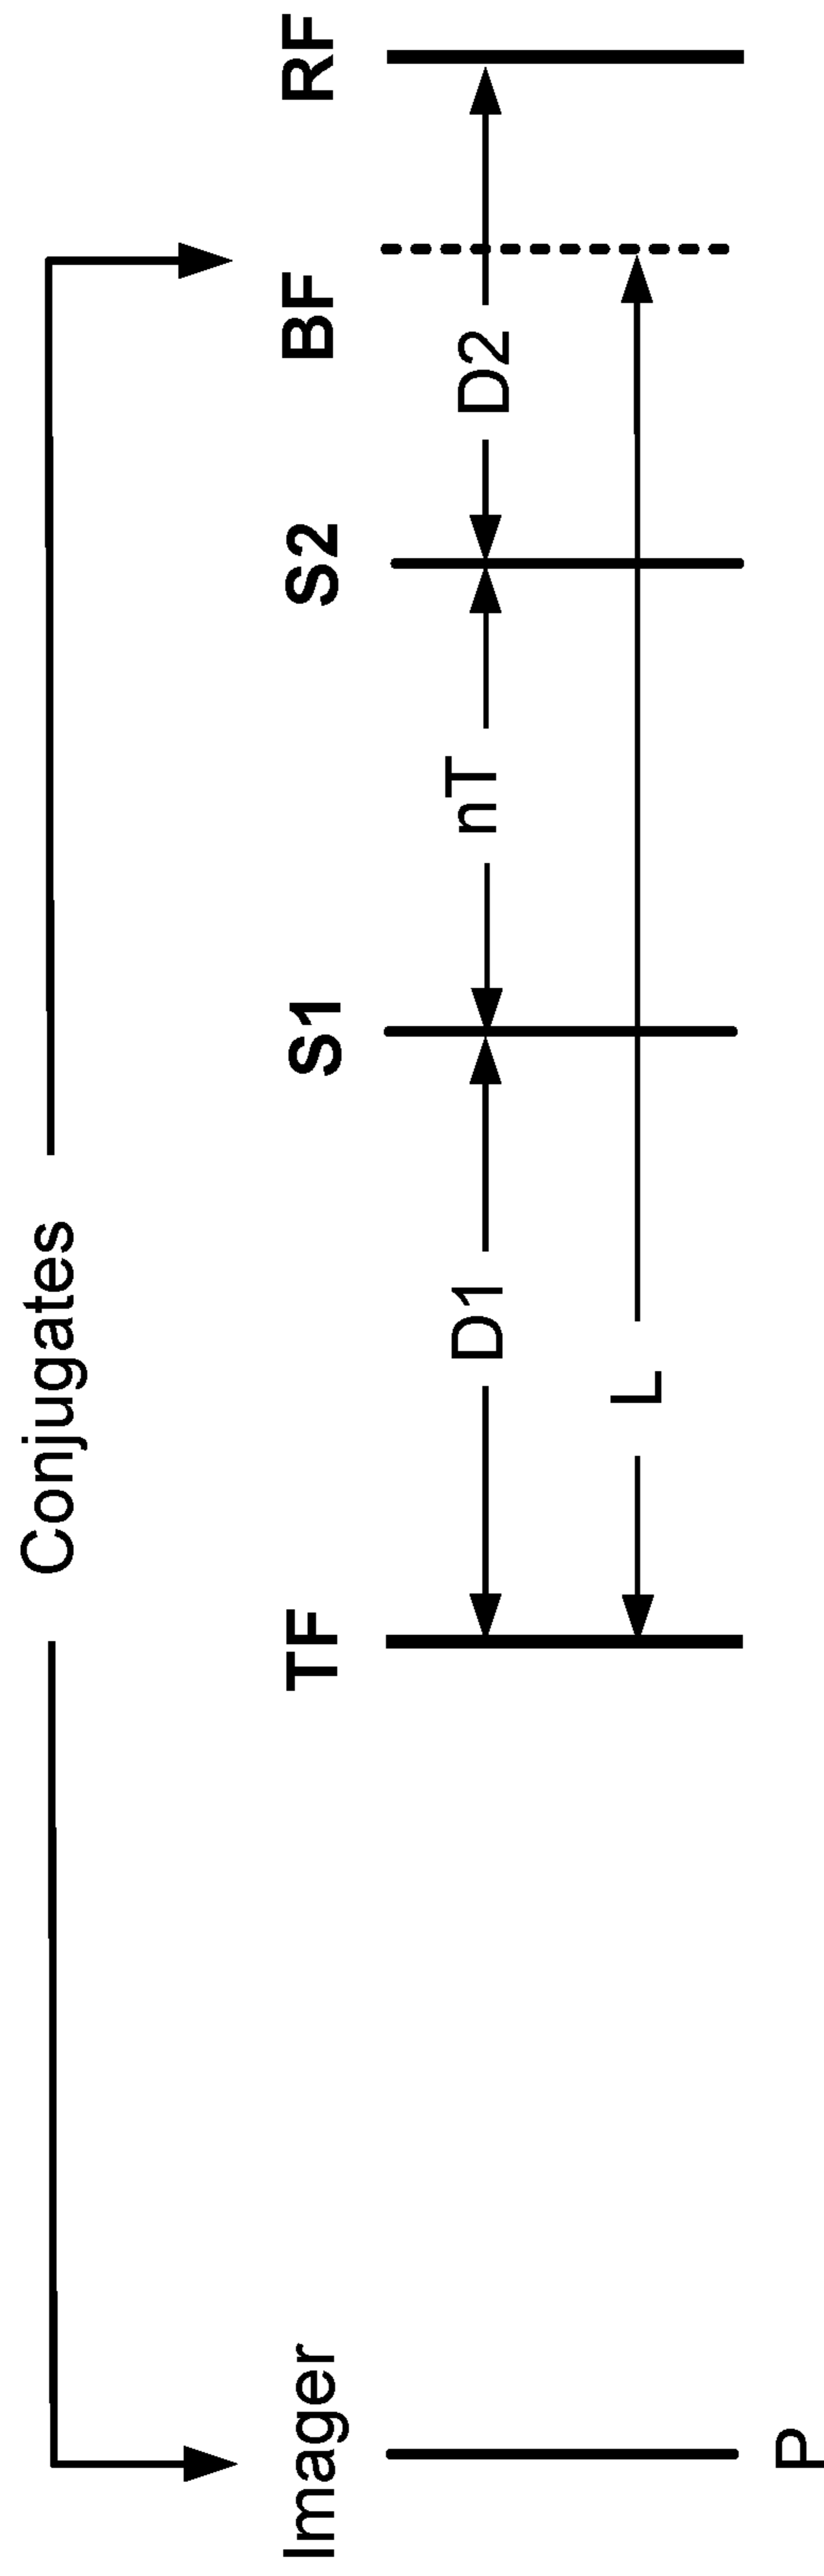 Conjugates
Imager
TF
S1
S2
BF
RF
D1
nT
D2
L
P